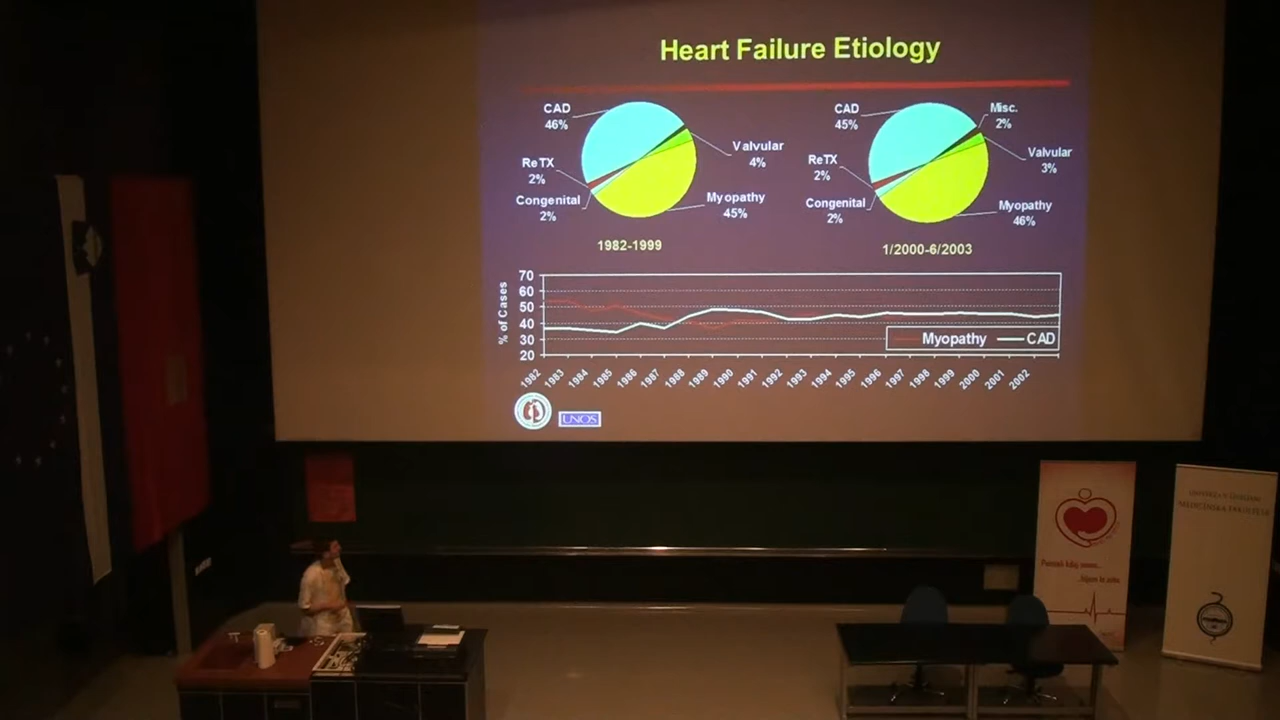 Heart Failure Etiology
CAD
46%
ReTX
2%
Congenital
2%
Valvular
4%
Myopathy
45%
1982-1999
CAD
45%
ReTX
2%
Congenital
2%
Misc.
2%
Valvular
3%
Myopathy
46%
1/2000-6/2003
% of Cases
70
60
50
40
30
20
Myopathy
CAD
1982
1983
1984
1985
1986
1987
1988
1989
1990
1991
1992
1993
1994
1995
1996
1997
1998
1999
2000
2001
2002
UNOS
MEDICINSKA FAKULTETA